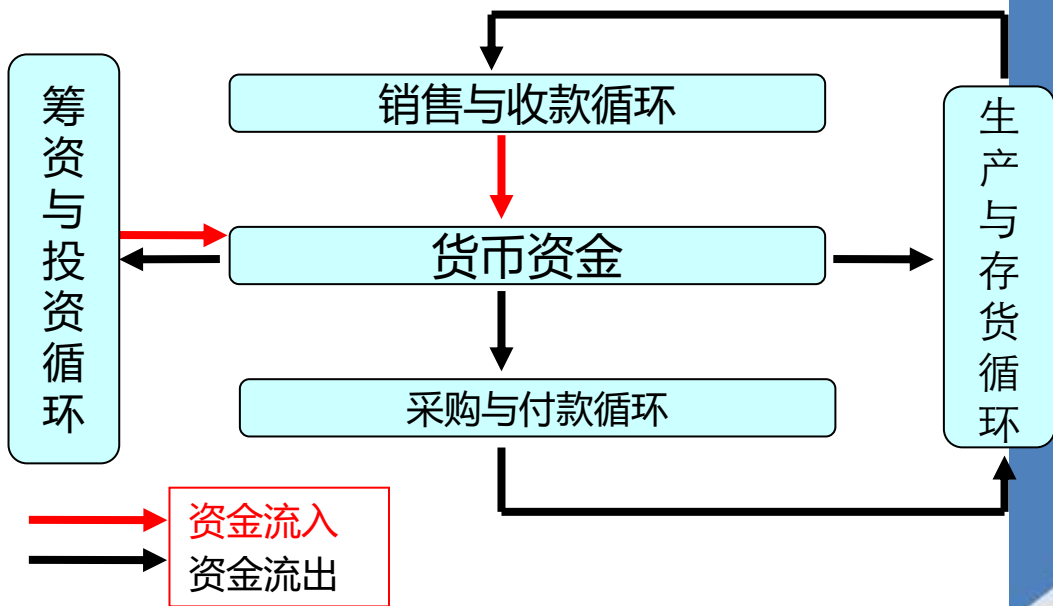 筹资与投资循环
销售与收款循环
货币资金
采购与付款循环
生产与存货循环
资金流入
资金流出